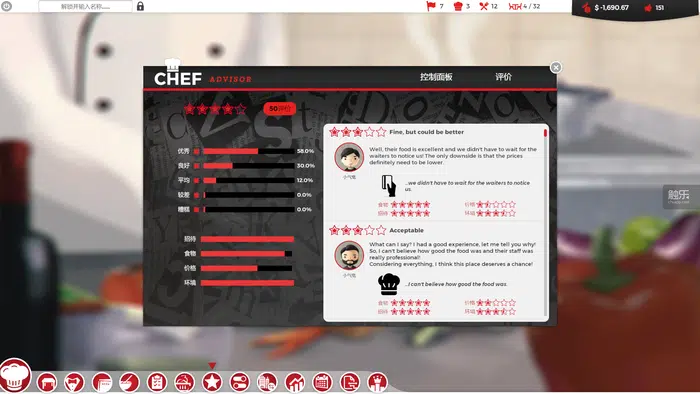 解锁并输入名称......
7
3
12
4 / 32
$ -1,690.67
151
CHEF ADVISOR
控制面板
评价
50评价
优秀
58.0%
良好
30.0%
平均
12.0%
较差
0.0%
糟糕
0.0%
招待
食物
价格
环境
Fine, but could be better
Well, their food is excellent and we didn't have to wait for the
waiters to notice us! The only downside is that the prices
definitely need to be lower.
...we didn't have to wait for the waiters to notice
us.
食物
价格
招待
环境
Acceptable
What can I say? I had a good experience, let me tell you why!
So, I can't believe how good the food was and their staff was
really professional!
Considering everything, I think this place deserves a chance!
...I can't believe how good the food was.
食物
价格
招待
环境
触乐